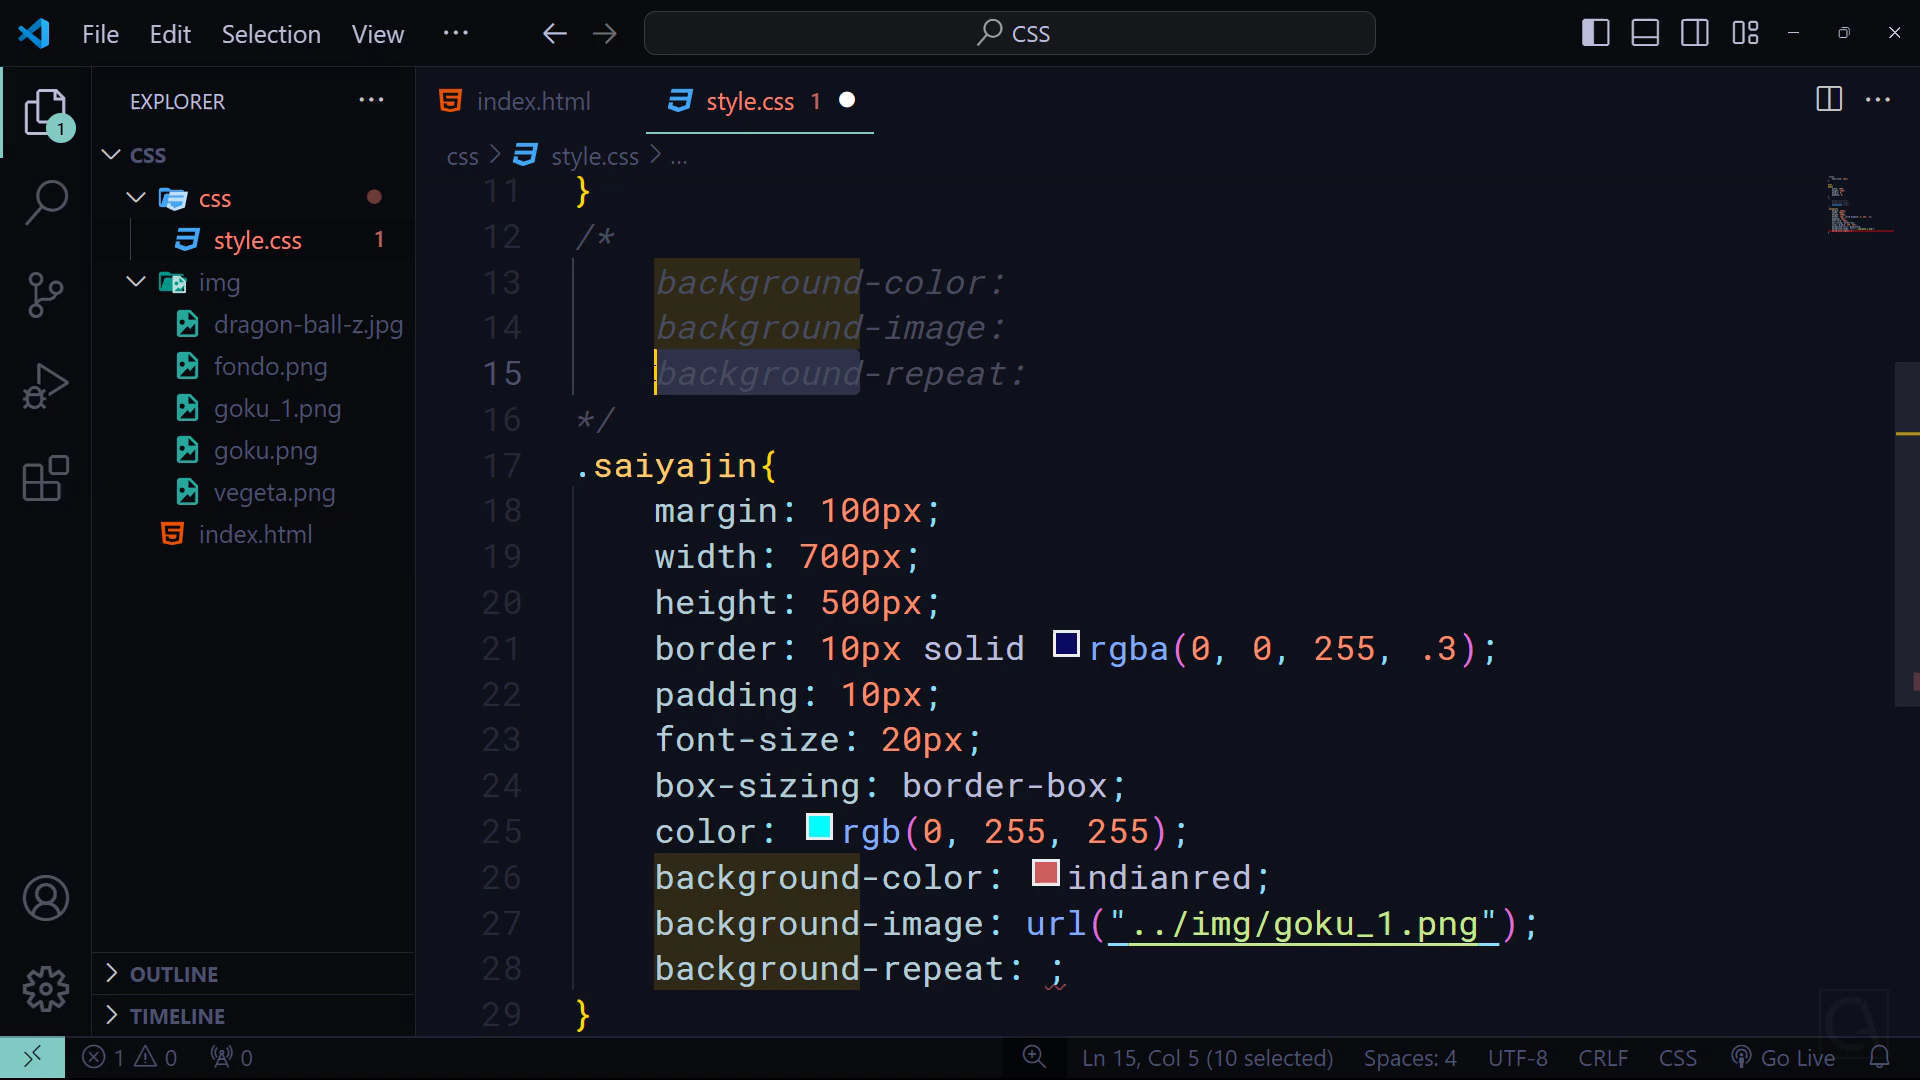 File Edit Selection View ...
CSS
EXPLORER ...
CSS
css
style.css 1
img
dragon-ball-z.jpg
fondo.png
goku_1.png
goku.png
vegeta.png
index.html
OUTLINE
TIMELINE
1
index.html
style.css 1
css > style.css > ...
11 }
12 /*
13 background-color:
14 background-image:
15 background-repeat:
16 */
17 .saiyajin{
18 margin: 100px;
19 width: 700px;
20 height: 500px;
21 border: 10px solid rgba(0, 0, 255, .3);
22 padding: 10px;
23 font-size: 20px;
24 box-sizing: border-box;
25 color: rgb(0, 255, 255);
26 background-color: indianred;
27 background-image: url("../img/goku_1.png");
28 background-repeat: ;
29 }
1 0 0
Ln 15, Col 5 (10 selected) Spaces: 4 UTF-8 CRLF CSS Go Live